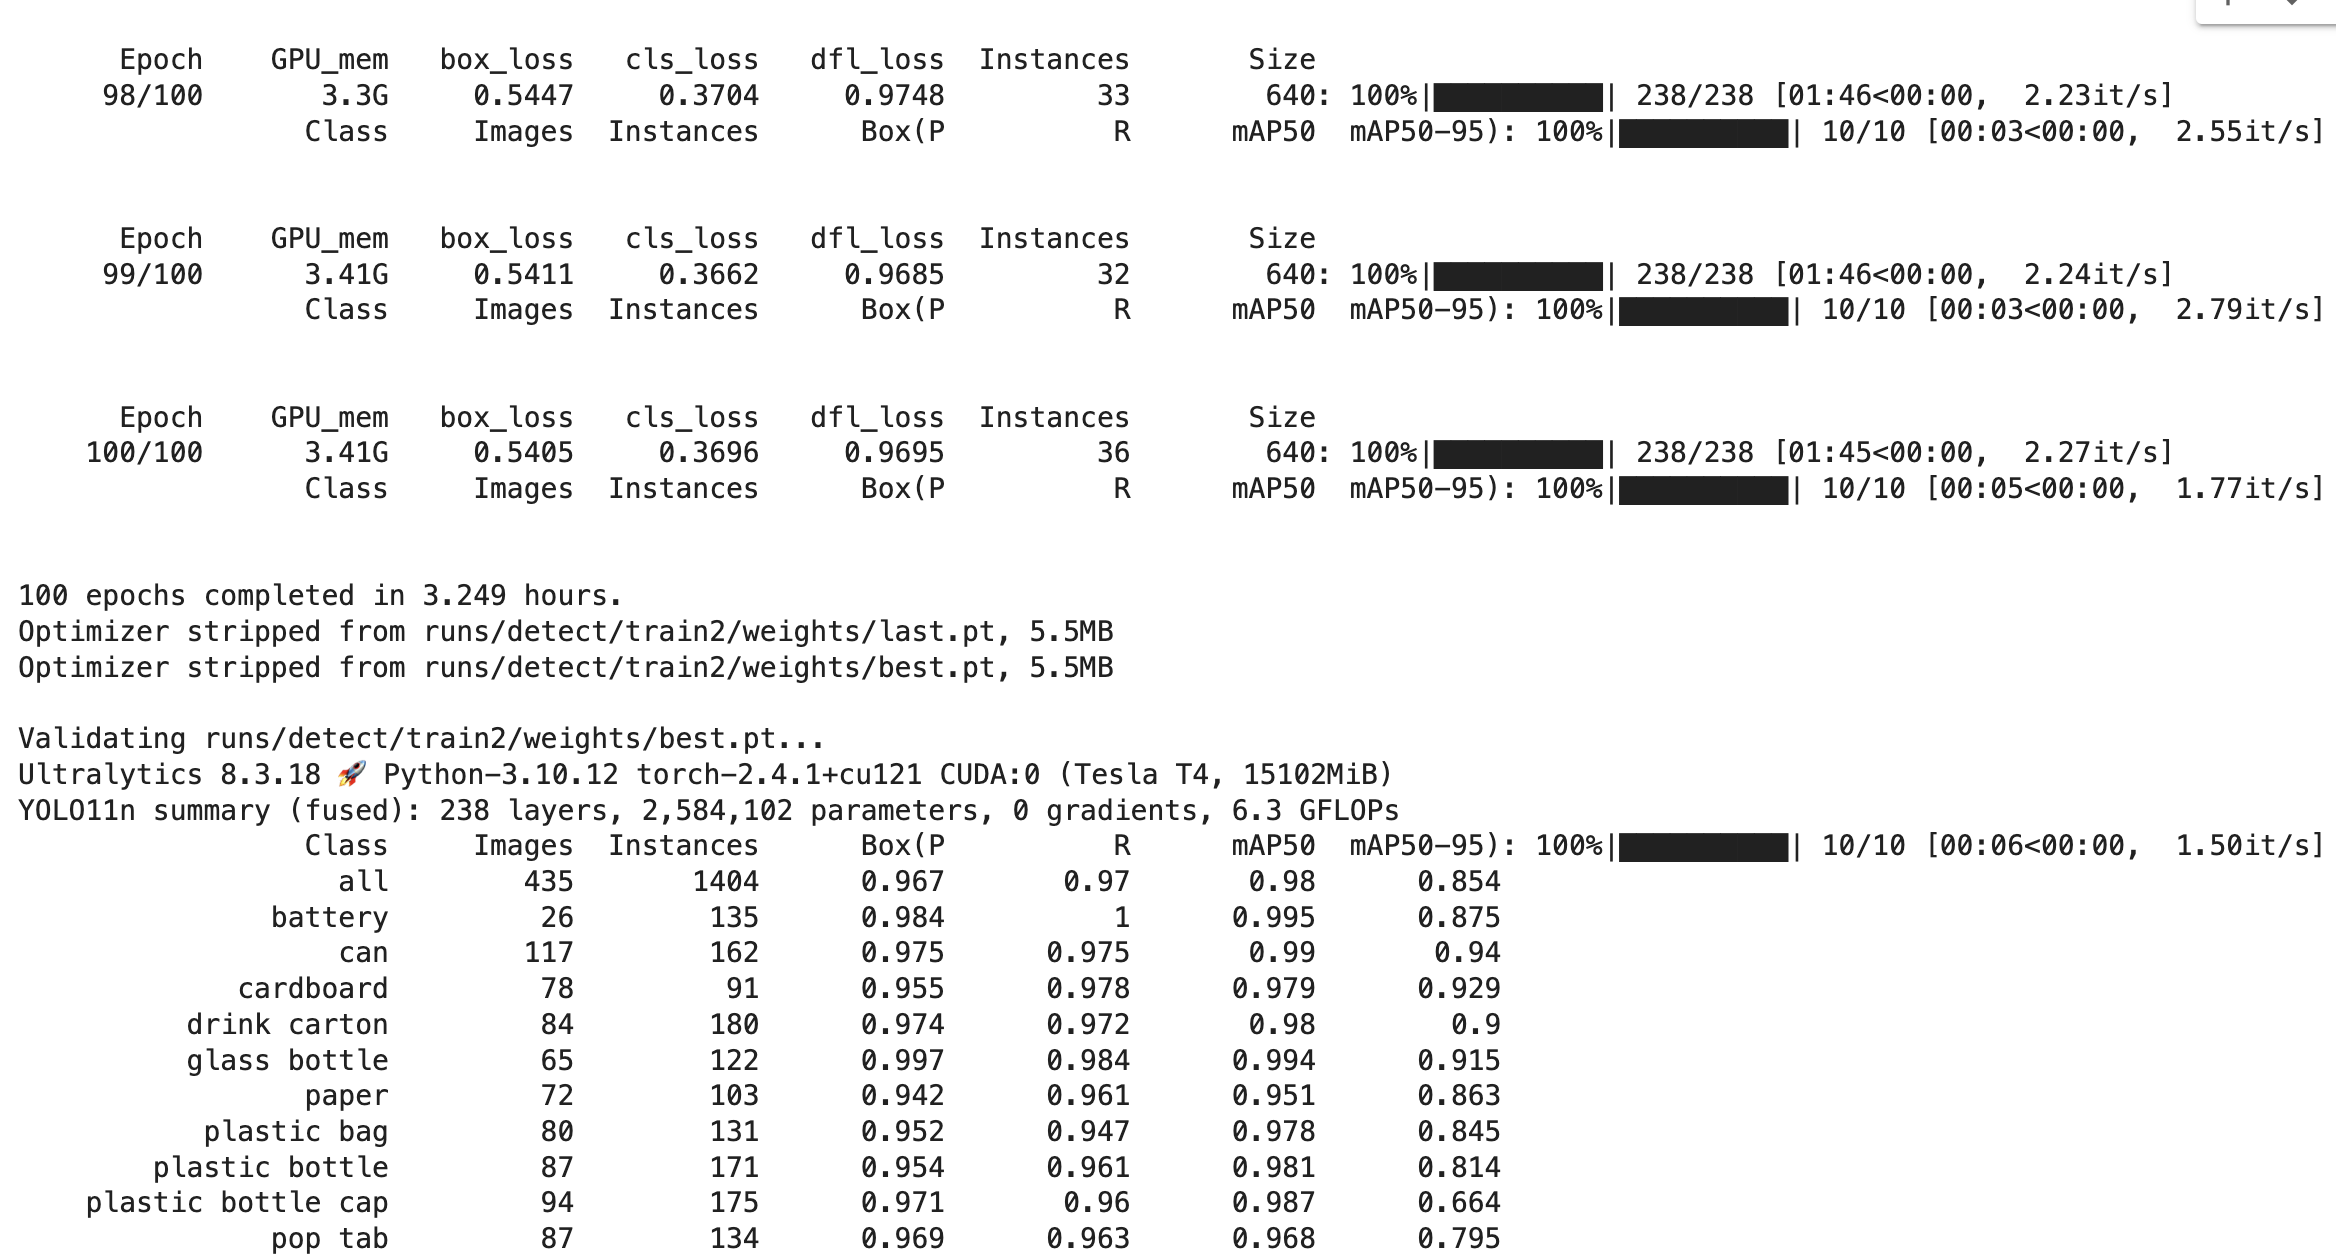 Epoch GPU_mem box_loss cls_loss dfl_loss Instances Size
98/100 3.3G 0.5447 0.3704 0.9748 33 640: 100%|██████████| 238/238 [01:46<00:00, 2.23it/s]
Class Images Instances Box(P R mAP50 mAP50-95): 100%|██████████| 10/10 [00:03<00:00, 2.55it/s]
Epoch GPU_mem box_loss cls_loss dfl_loss Instances Size
99/100 3.41G 0.5411 0.3662 0.9685 32 640: 100%|██████████| 238/238 [01:46<00:00, 2.24it/s]
Class Images Instances Box(P R mAP50 mAP50-95): 100%|██████████| 10/10 [00:03<00:00, 2.79it/s]
Epoch GPU_mem box_loss cls_loss dfl_loss Instances Size
100/100 3.41G 0.5405 0.3696 0.9695 36 640: 100%|██████████| 238/238 [01:45<00:00, 2.27it/s]
Class Images Instances Box(P R mAP50 mAP50-95): 100%|██████████| 10/10 [00:05<00:00, 1.77it/s]
100 epochs completed in 3.249 hours.
Optimizer stripped from runs/detect/train2/weights/last.pt, 5.5MB
Optimizer stripped from runs/detect/train2/weights/best.pt, 5.5MB
Validating runs/detect/train2/weights/best.pt...
Ultralytics 8.3.18 🚀 Python-3.10.12 torch-2.4.1+cu121 CUDA:0 (Tesla T4, 15102MiB)
YOLO11n summary (fused): 238 layers, 2,584,102 parameters, 0 gradients, 6.3 GFLOPs
Class Images Instances Box(P R mAP50 mAP50-95): 100%|██████████| 10/10 [00:06<00:00, 1.50it/s]
all 435 1404 0.967 0.97 0.98 0.854
battery 26 135 0.984 1 0.995 0.875
can 117 162 0.975 0.975 0.99 0.94
cardboard 78 91 0.955 0.978 0.979 0.929
drink carton 84 180 0.974 0.972 0.98 0.9
glass bottle 65 122 0.997 0.984 0.994 0.915
paper 72 103 0.942 0.961 0.951 0.863
plastic bag 80 131 0.952 0.947 0.978 0.845
plastic bottle 87 171 0.954 0.961 0.981 0.814
plastic bottle cap 94 175 0.971 0.96 0.987 0.664
pop tab 87 134 0.969 0.963 0.968 0.795